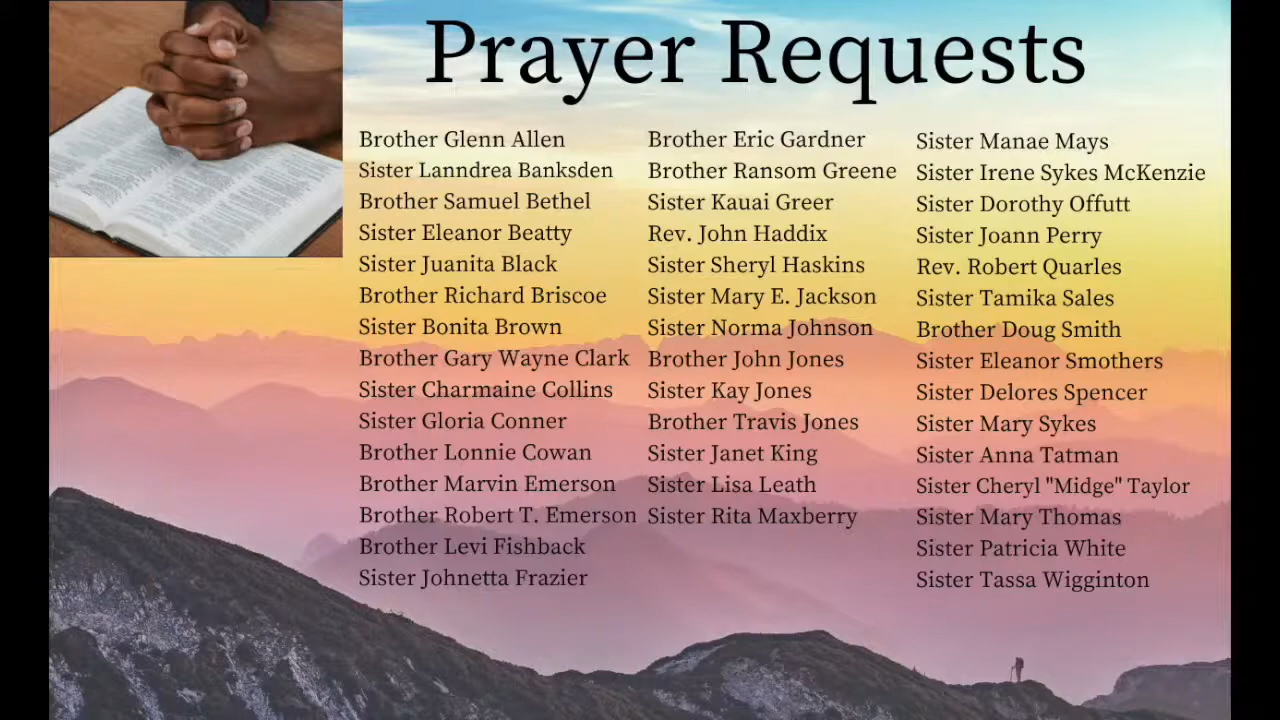 Prayer Requests
Brother Glenn Allen
Sister Lanndrea Banksden
Brother Samuel Bethel
Sister Eleanor Beatty
Sister Juanita Black
Brother Richard Briscoe
Sister Bonita Brown
Brother Gary Wayne Clark
Sister Charmaine Collins
Sister Gloria Conner
Brother Lonnie Cowan
Brother Marvin Emerson
Brother Robert T. Emerson
Brother Levi Fishback
Sister Johnetta Frazier
Brother Eric Gardner
Brother Ransom Greene
Sister Kauai Greer
Rev. John Haddix
Sister Sheryl Haskins
Sister Mary E. Jackson
Sister Norma Johnson
Brother John Jones
Sister Kay Jones
Brother Travis Jones
Sister Janet King
Sister Lisa Leath
Sister Rita Maxberry
Sister Manae Mays
Sister Irene Sykes McKenzie
Sister Dorothy Offutt
Sister Joann Perry
Rev. Robert Quarles
Sister Tamika Sales
Brother Doug Smith
Sister Eleanor Smothers
Sister Delores Spencer
Sister Mary Sykes
Sister Anna Tatman
Sister Cheryl "Midge" Taylor
Sister Mary Thomas
Sister Patricia White
Sister Tassa Wigginton